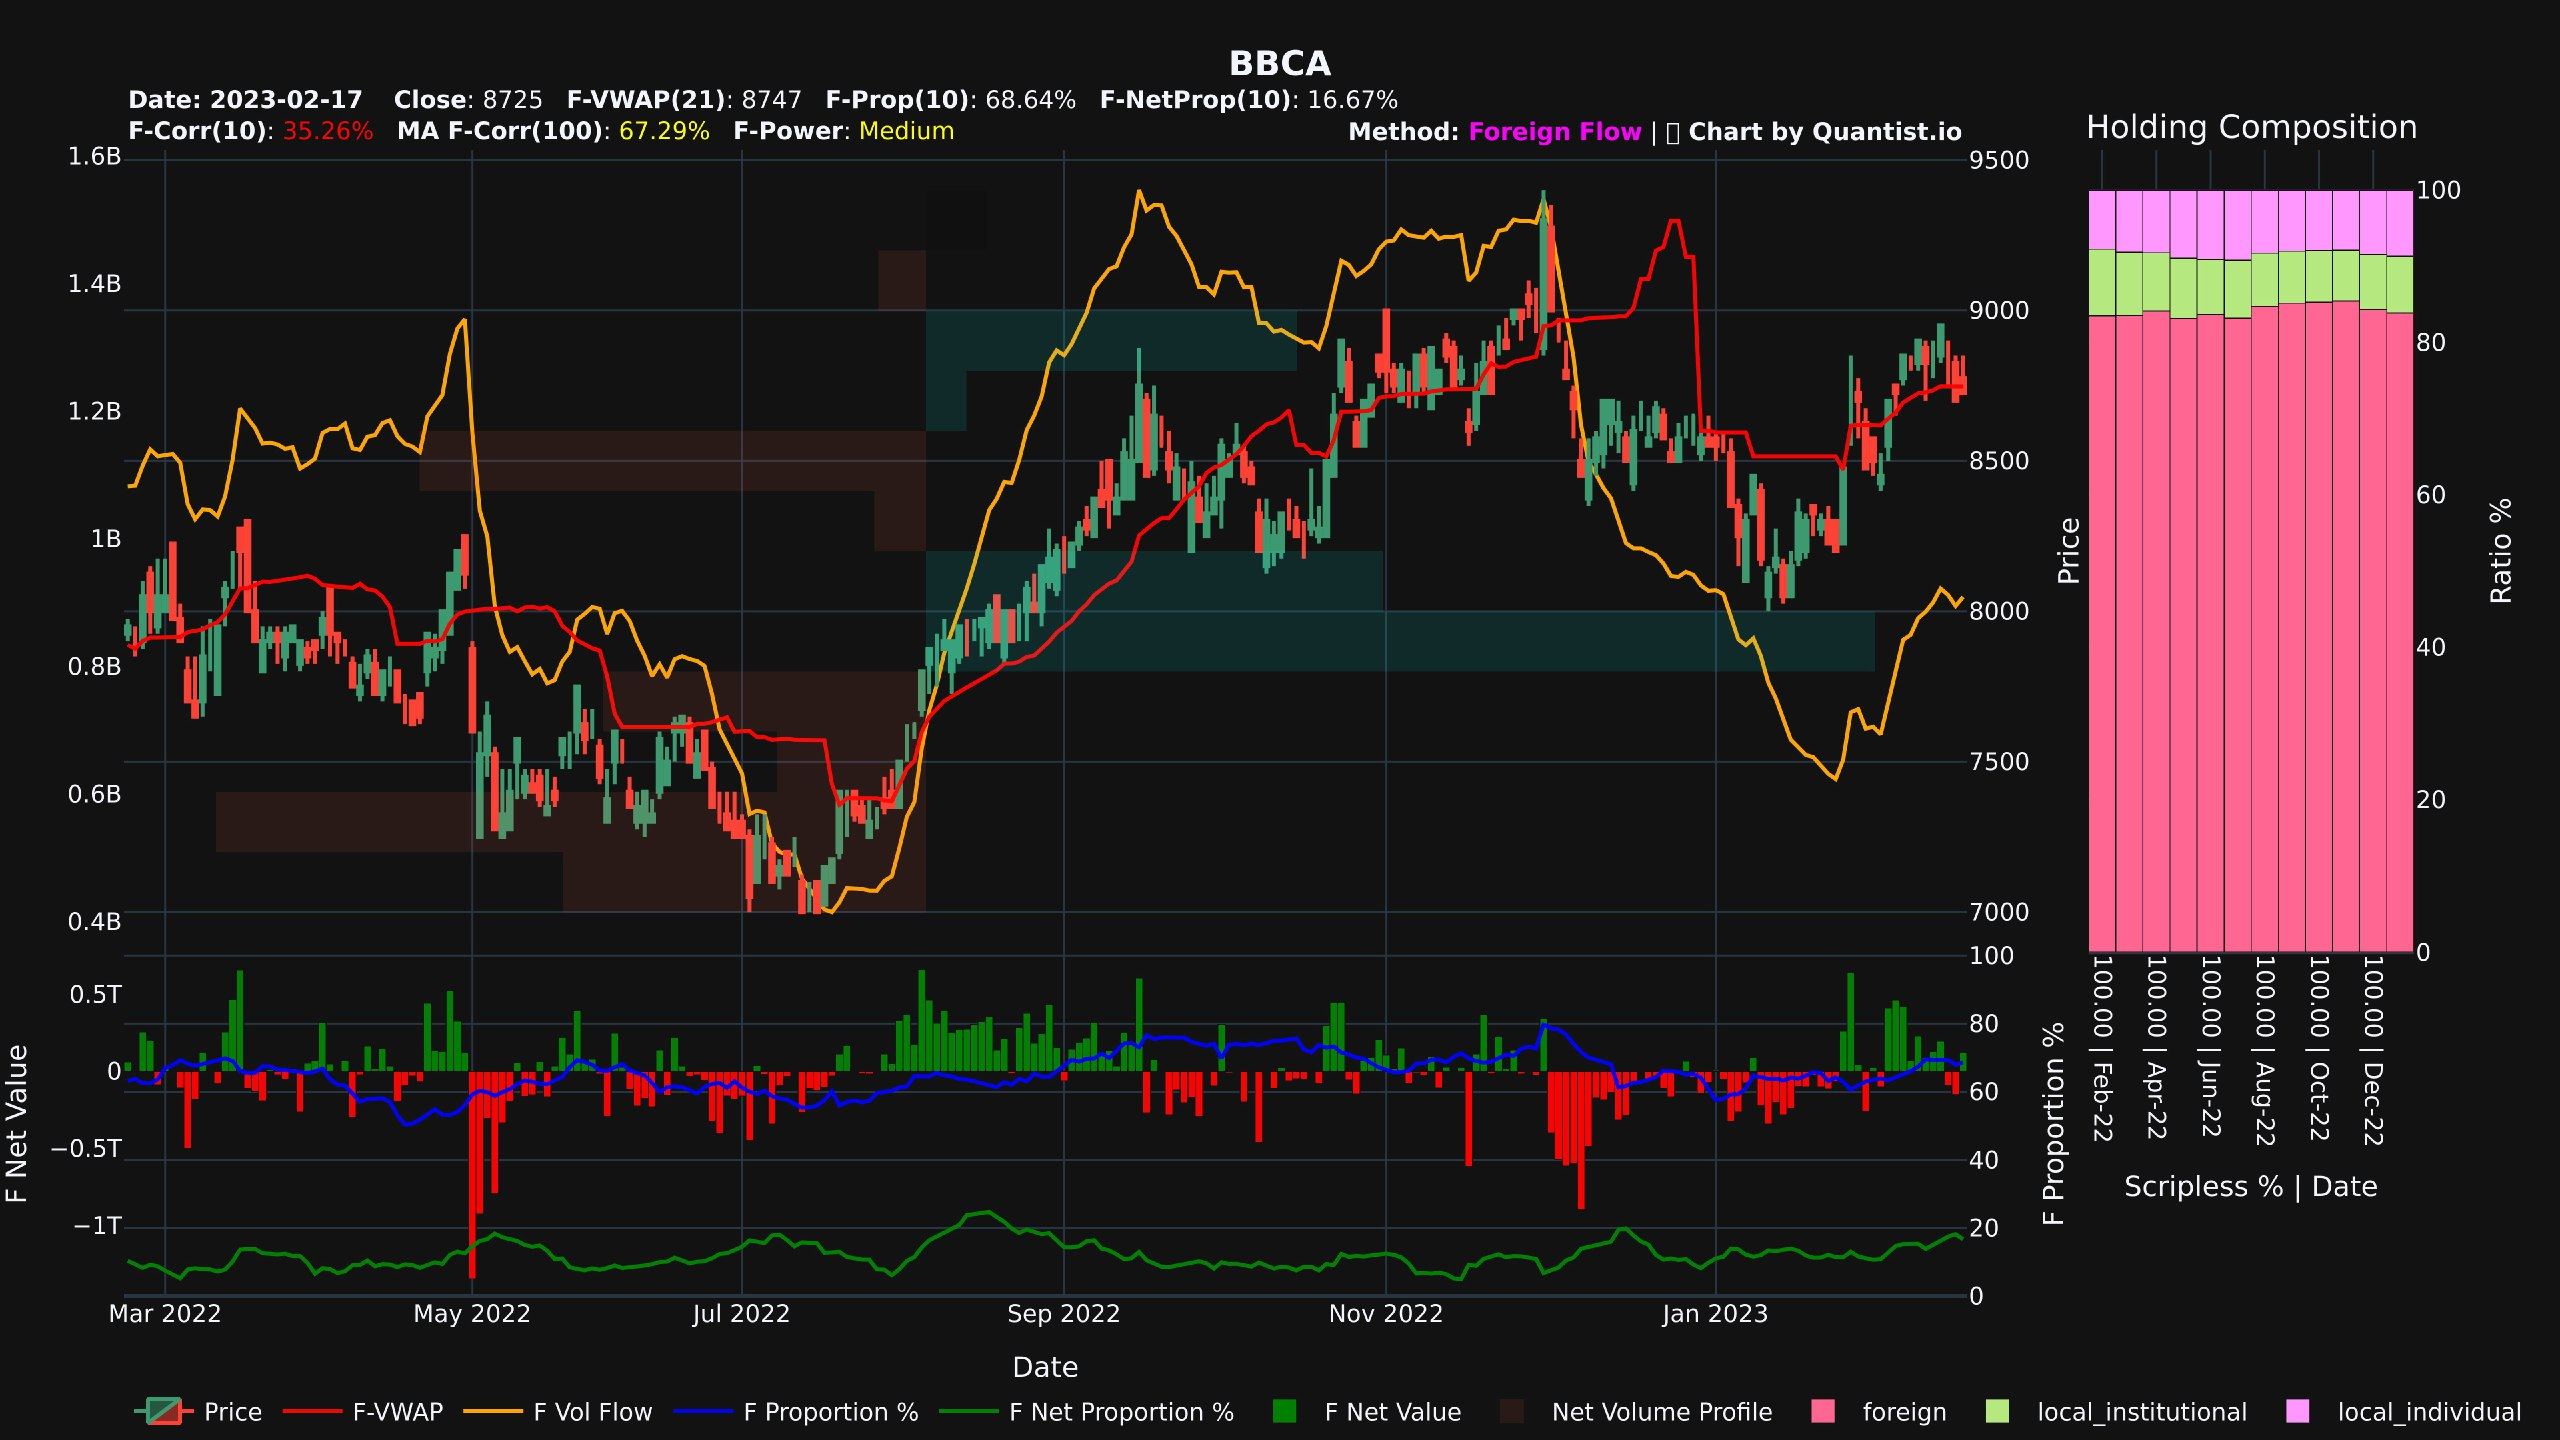 BBCA
Date: 2023-02-17 Close: 8725 F-VWAP(21): 8747 F-Prop(10): 68.64% F-NetProp(10): 16.67%
F-Corr(10): 35.26% MA F-Corr(100): 67.29% F-Power: Medium
Method: Foreign Flow | Chart by Quantist.io
Holding Composition
1.6B
1.4B
1.2B
1B
0.8B
0.6B
0.4B
9500
9000
8500
8000
7500
7000
Price
100
80
60
40
20
0
Ratio %
0.5T
0
−0.5T
−1T
F Net Value
100
80
60
40
20
0
F Proportion %
100.00 | Feb-22
100.00 | Apr-22
100.00 | Jun-22
100.00 | Aug-22
100.00 | Oct-22
100.00 | Dec-22
Scripless % | Date
Mar 2022
May 2022
Jul 2022
Sep 2022
Nov 2022
Jan 2023
Date
Price
F-VWAP
F Vol Flow
F Proportion %
F Net Proportion %
F Net Value
Net Volume Profile
foreign
local_institutional
local_individual